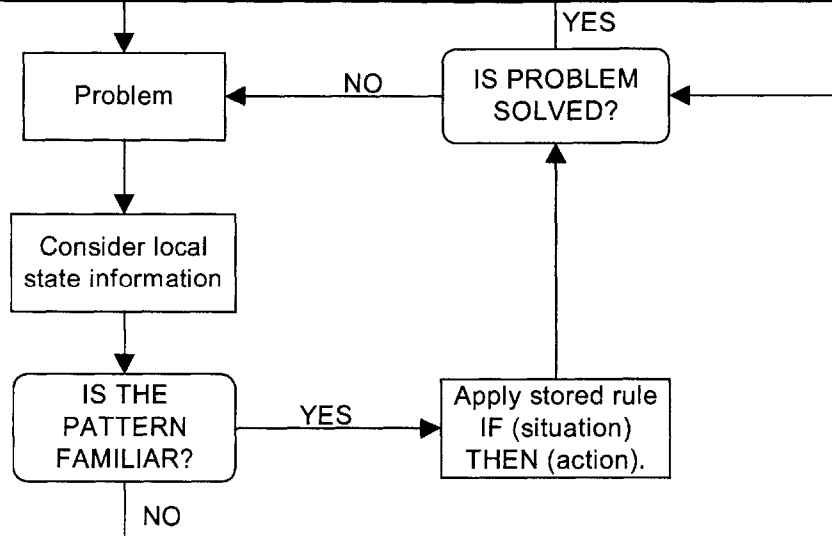 YES
Problem
NO
IS PROBLEM
SOLVED?
Consider local
state information
IS THE
PATTERN
FAMILIAR?
YES
Apply stored rule
IF (situation)
THEN (action).
NO